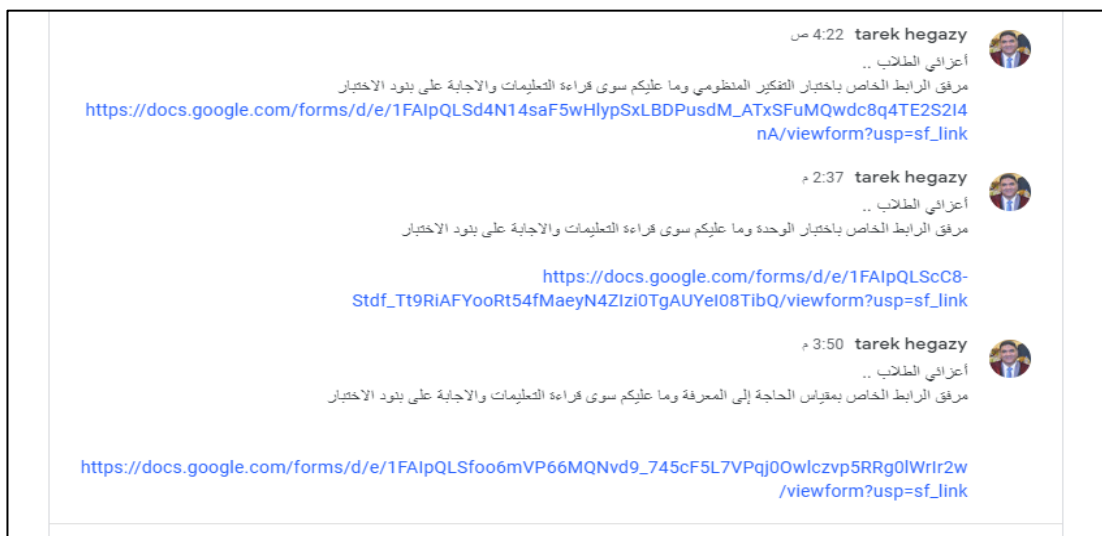 tarek hegazy 4:22 ص
أعزائي الطلاب ..
مرفق الرابط الخاص باختبار التفكير المنظومي وما عليكم سوى قراءة التعليمات والاجابة على بنود الاختبار
https://docs.google.com/forms/d/e/1FAIpQLSd4N14saF5wHlypSxLBDPusdM_ATxSFuMQwdc8q4TE2S2I4
nA/viewform?usp=sf_link
tarek hegazy 2:37 م
أعزائي الطلاب ..
مرفق الرابط الخاص باختبار الوحدة وما عليكم سوى قراءة التعليمات والاجابة على بنود الاختبار
https://docs.google.com/forms/d/e/1FAIpQLScC8-
Stdf_Tt9RiAFYooRt54fMaeyN4ZIzi0TgAUYeI08TibQ/viewform?usp=sf_link
tarek hegazy 3:50 م
أعزائي الطلاب ..
مرفق الرابط الخاص بمقياس الحاجة إلى المعرفة وما عليكم سوى قراءة التعليمات والاجابة على بنود الاختبار
https://docs.google.com/forms/d/e/1FAIpQLSfoo6mVP66MQNvd9_745cF5L7VPqj0Owlczvp5RRg0lWrIr2w
/viewform?usp=sf_link